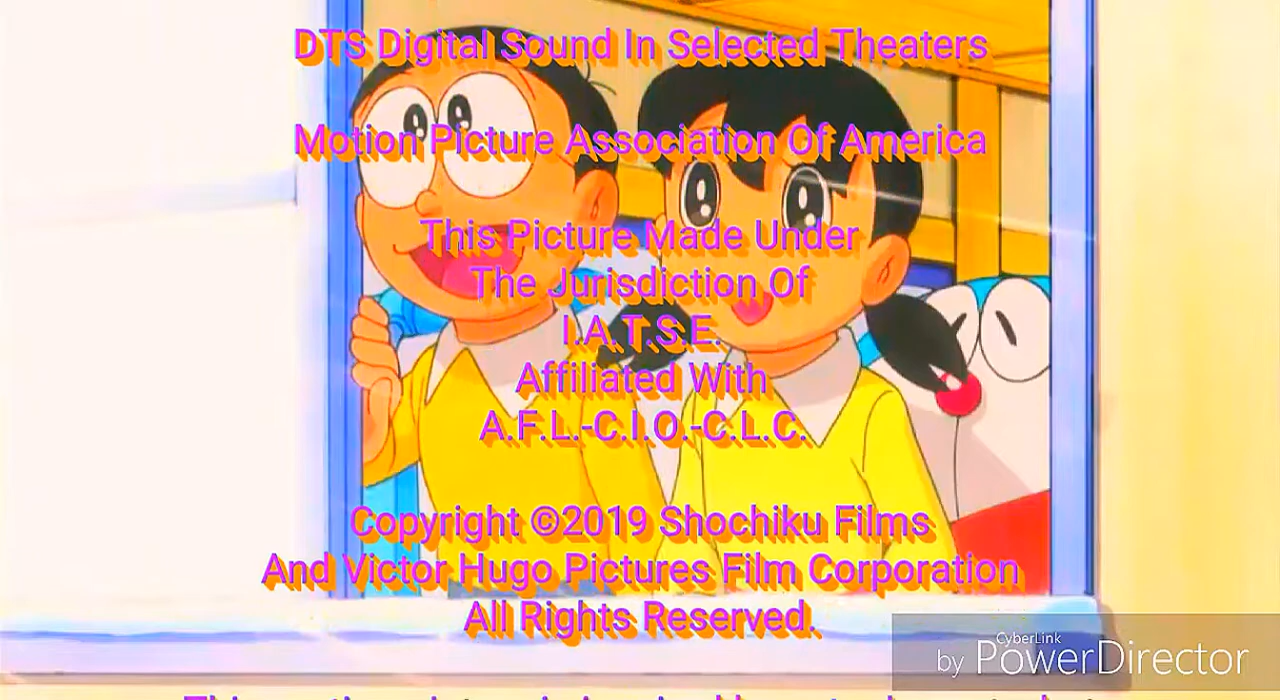 DTS Digital Sound In Selected Theaters
Motion Picture Association Of America
This Picture Made Under
The Jurisdiction Of
I.A.T.S.E.
Affiliated With
A.F.L.-C.I.O.-C.L.C.
Copyright ©2019 Shochiku Films
And Victor Hugo Pictures Film Corporation
All Rights Reserved.
CyberLink
by PowerDirector